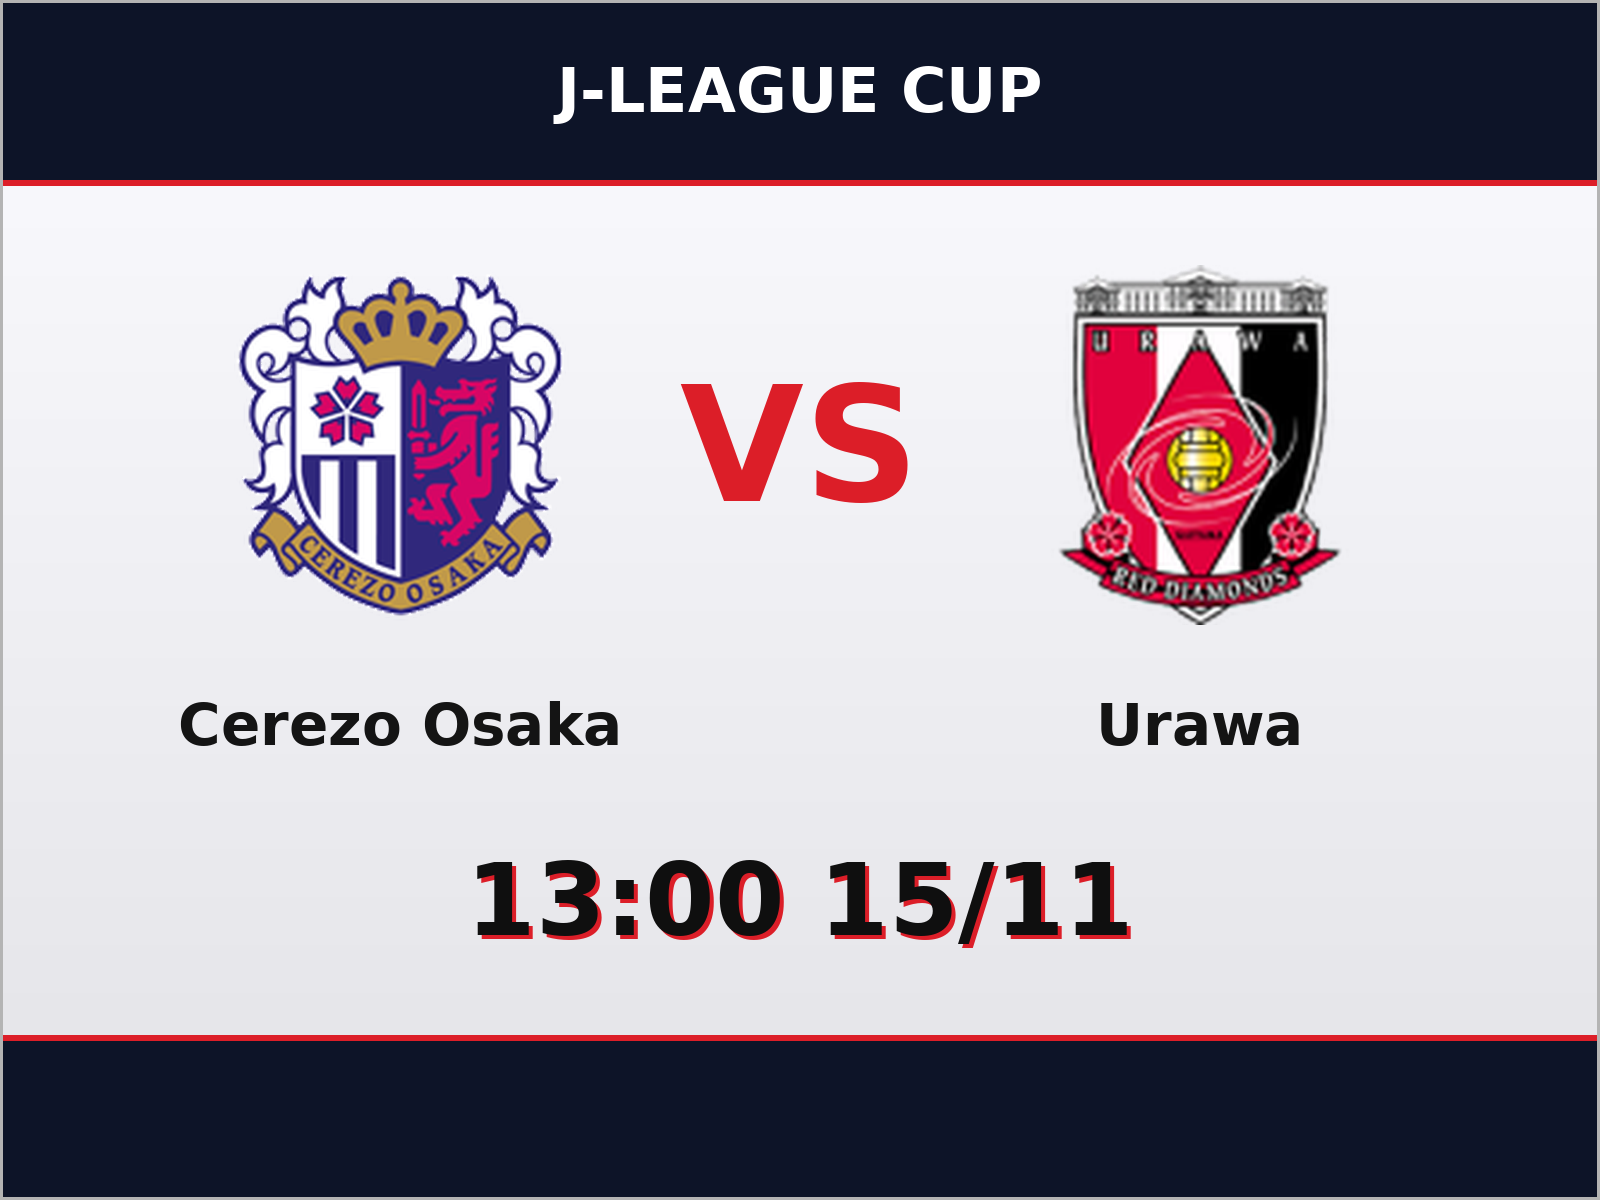 J-LEAGUE CUP
CEREZO OSAKA
VS
URAWA
RED DIAMONDS
Cerezo Osaka
Urawa
13:00 15/11